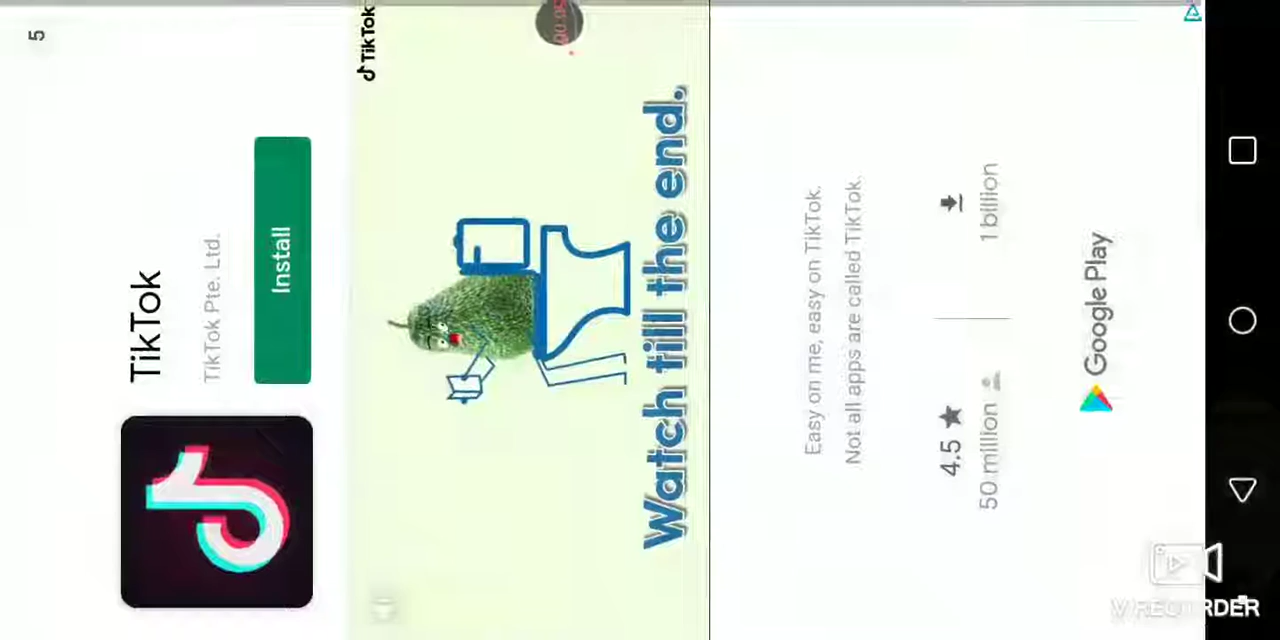 5
TikTok
TikTok Pte. Ltd.
Install
TikTok
Watch till the end.
Easy on me, easy on TikTok.
Not all apps are called TikTok.
4.5 ★
50 million
1 billion
Google Play
V RECORDER